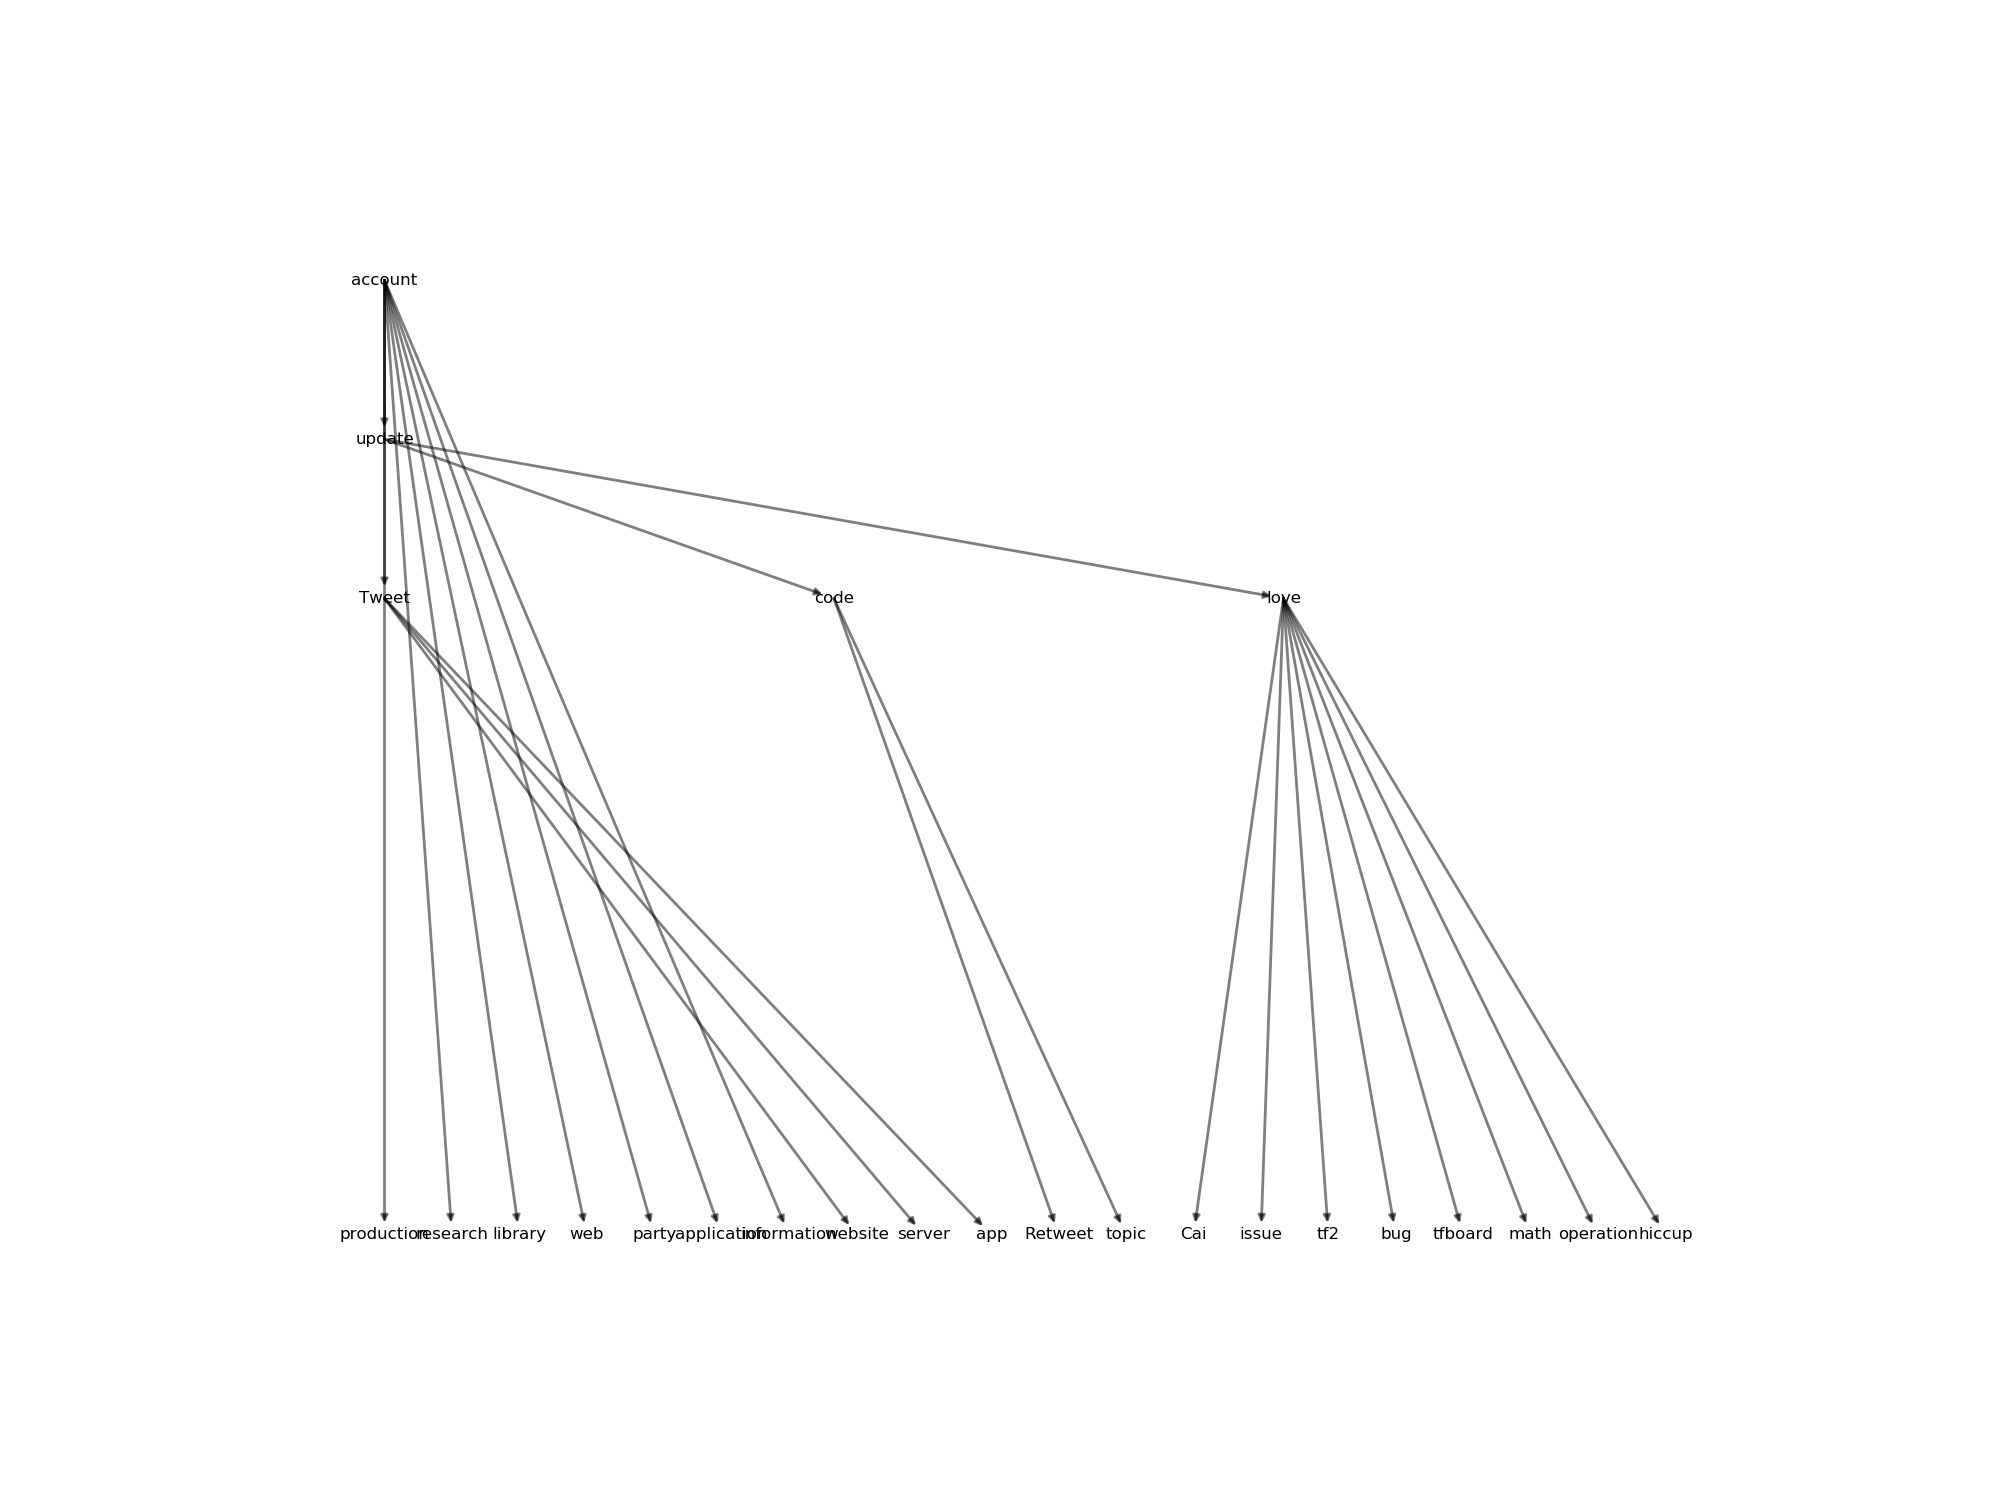 account
update
Tweet code love
production research library web party application information website server app Retweet topic Cai issue tf2 bug tfboard math operation hiccup